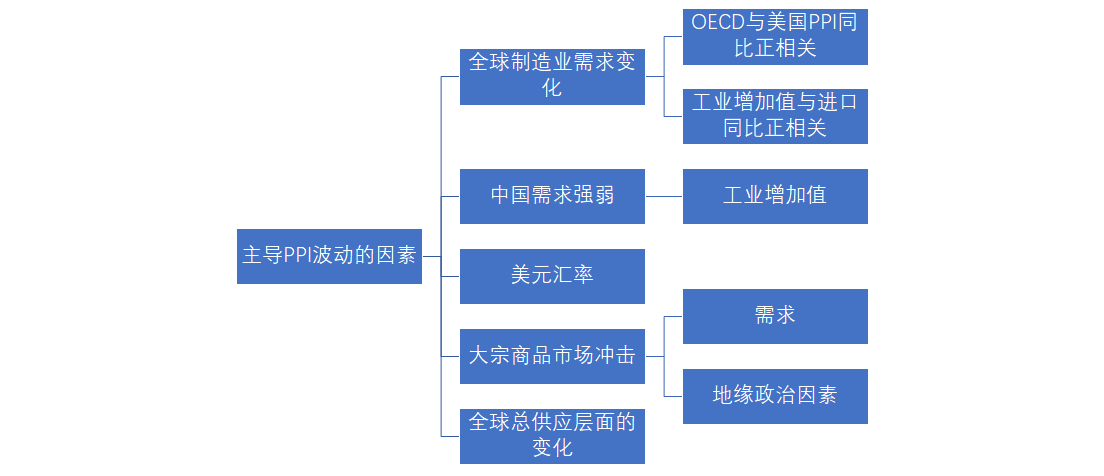 主导PPI波动的因素
全球制造业需求变
化
OECD与美国PPI同
比正相关
工业增加值与进口
同比正相关
中国需求强弱
工业增加值
美元汇率
大宗商品市场冲击
需求
地缘政治因素
全球总供应层面的
变化